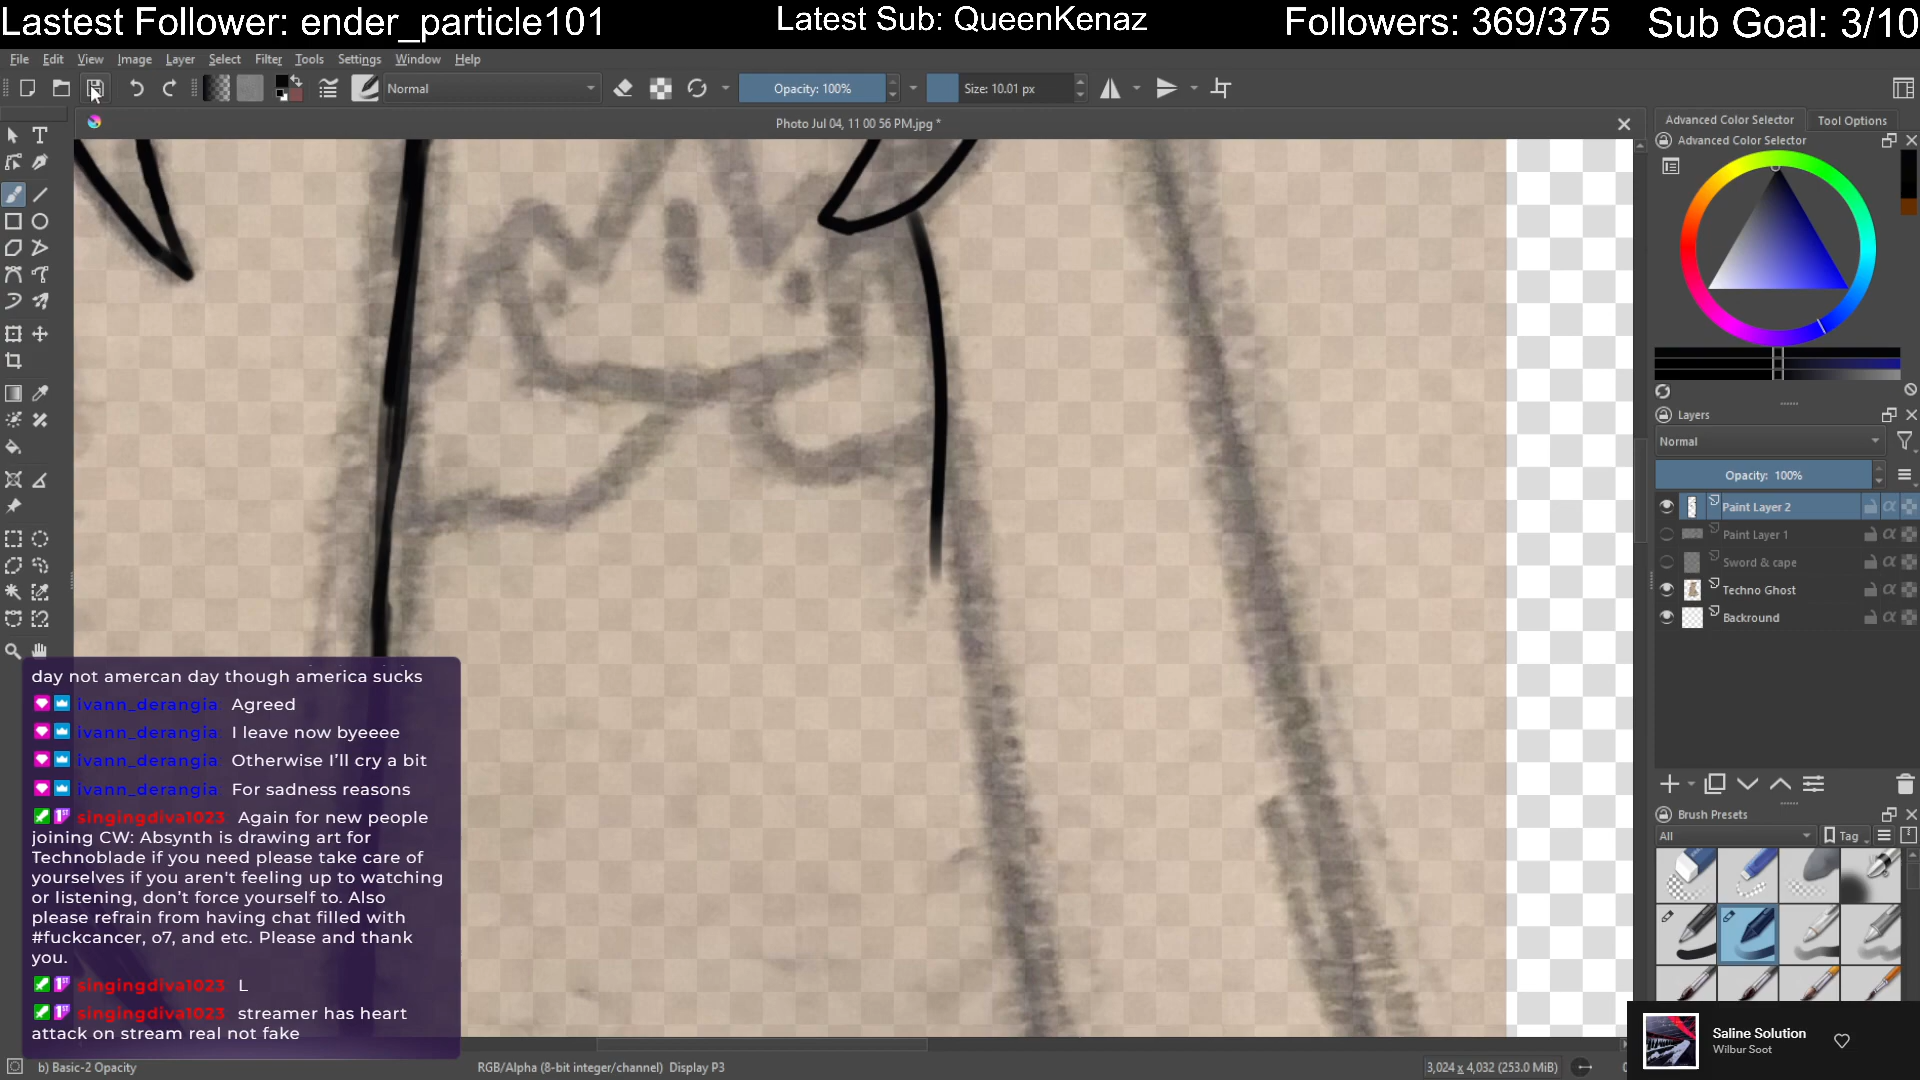 Lastest Follower: ender_particle101
Latest Sub: QueenKenaz
Followers: 369/375
Sub Goal: 3/10
File Edit View Image Layer Select Filter Tools Settings Window Help
Normal
Opacity: 100%
Size: 10.01 px
Photo Jul 04, 11 00 56 PM.jpg *
Advanced Color Selector
Tool Options
Advanced Color Selector
Layers
Normal
Opacity: 100%
Paint Layer 2
Paint Layer 1
Sword & cape
Techno Ghost
Backround
Brush Presets
All
Tag
day not amercan day though america sucks
ivann_derangia: Agreed
ivann_derangia: I leave now byeeee
ivann_derangia: Otherwise I'll cry a bit
ivann_derangia: For sadness reasons
singingdiva1023: Again for new people
joining CW: Absynth is drawing art for
Technoblade if you need please take care of
yourselves if you aren't feeling up to watching
or listening, don't force yourself to. Also
please refrain from having chat filled with
#fuckcancer, o7, and etc. Please and thank
you.
singingdiva1023: L
singingdiva1023: streamer has heart
attack on stream real not fake
Saline Solution
Wilbur Soot
b) Basic-2 Opacity
RGB/Alpha (8-bit integer/channel) Display P3
3,024 x 4,032 (253.0 MiB)